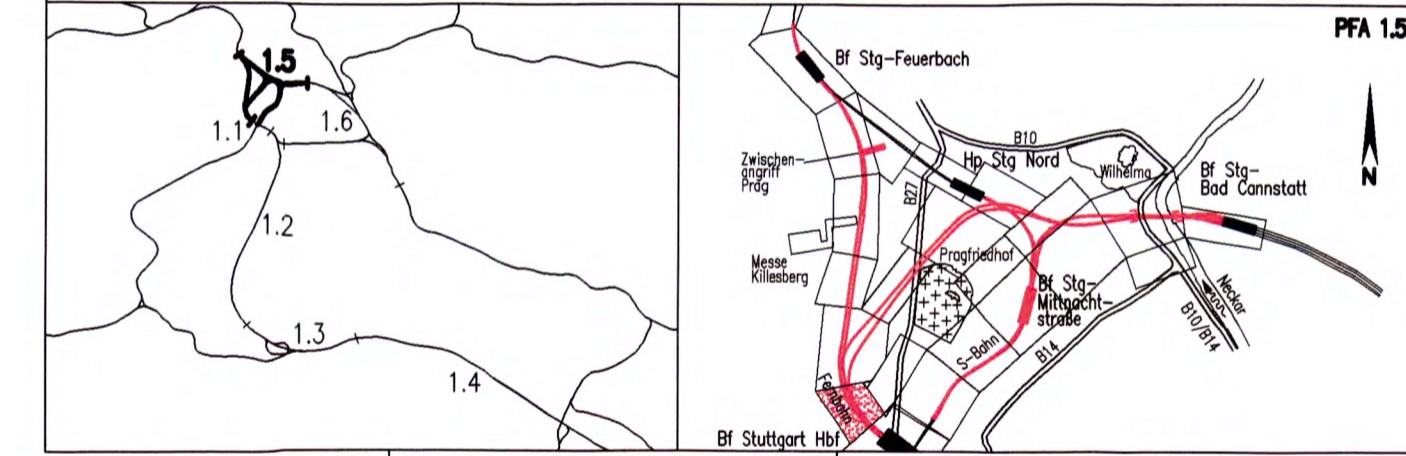 1.5
1.1
1.6
1.2
1.3
1.4
PFA 1.5
Bf Stg-Feuerbach
B10
Zwischen-
angriff
Prag
Hp Stg Nord
Wilhelma
Bf Stg-
Bad Cannstatt
N
B27
Messe
Killesberg
Pragfriedhof
Bf Stg-
Mittnacht-
straße
Neckar
B10/B14
S-Bahn
B14
Fernbahn
Bf Stuttgart Hbf